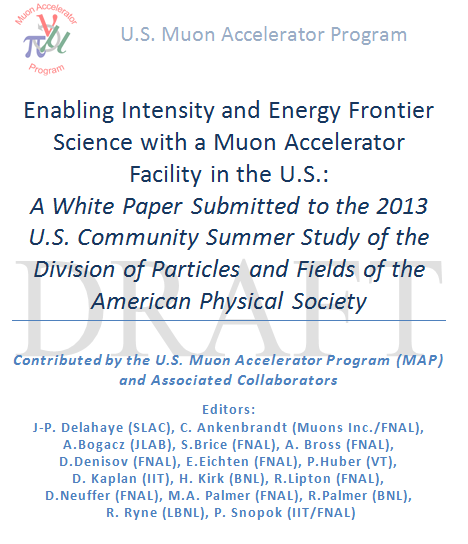 Muon Accelerator
Program
U.S. Muon Accelerator Program
Enabling Intensity and Energy Frontier
Science with a Muon Accelerator
Facility in the U.S.:
A White Paper Submitted to the 2013
U.S. Community Summer Study of the
Division of Particles and Fields of the
American Physical Society
DRAFT
Contributed by the U.S. Muon Accelerator Program (MAP)
and Associated Collaborators
Editors:
J-P. Delahaye (SLAC), C. Ankenbrandt (Muons Inc./FNAL),
A.Bogacz (JLAB), S.Brice (FNAL), A. Bross (FNAL),
D.Denisov (FNAL), E.Eichten (FNAL), P.Huber (VT),
D. Kaplan (IIT), H. Kirk (BNL), R.Lipton (FNAL),
D.Neuffer (FNAL), M.A. Palmer (FNAL), R.Palmer (BNL),
R. Ryne (LBNL), P. Snopok (IIT/FNAL)